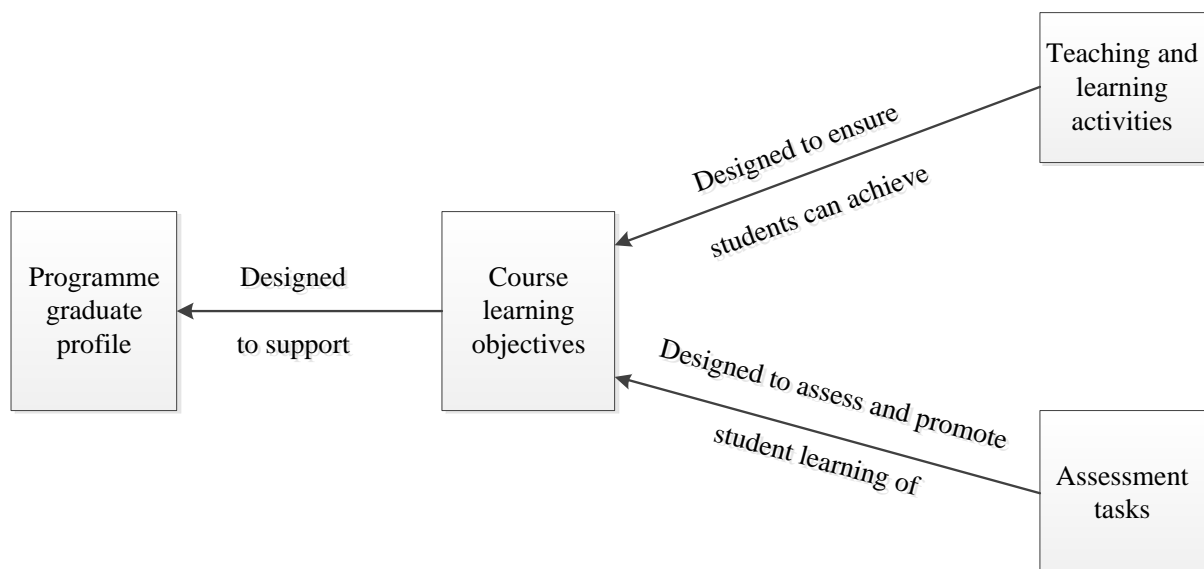 Programme
graduate
profile
Designed
to support
Course
learning
objectives
Designed to ensure
students can achieve
Teaching and
learning
activities
Designed to assess and promote
student learning of
Assessment
tasks